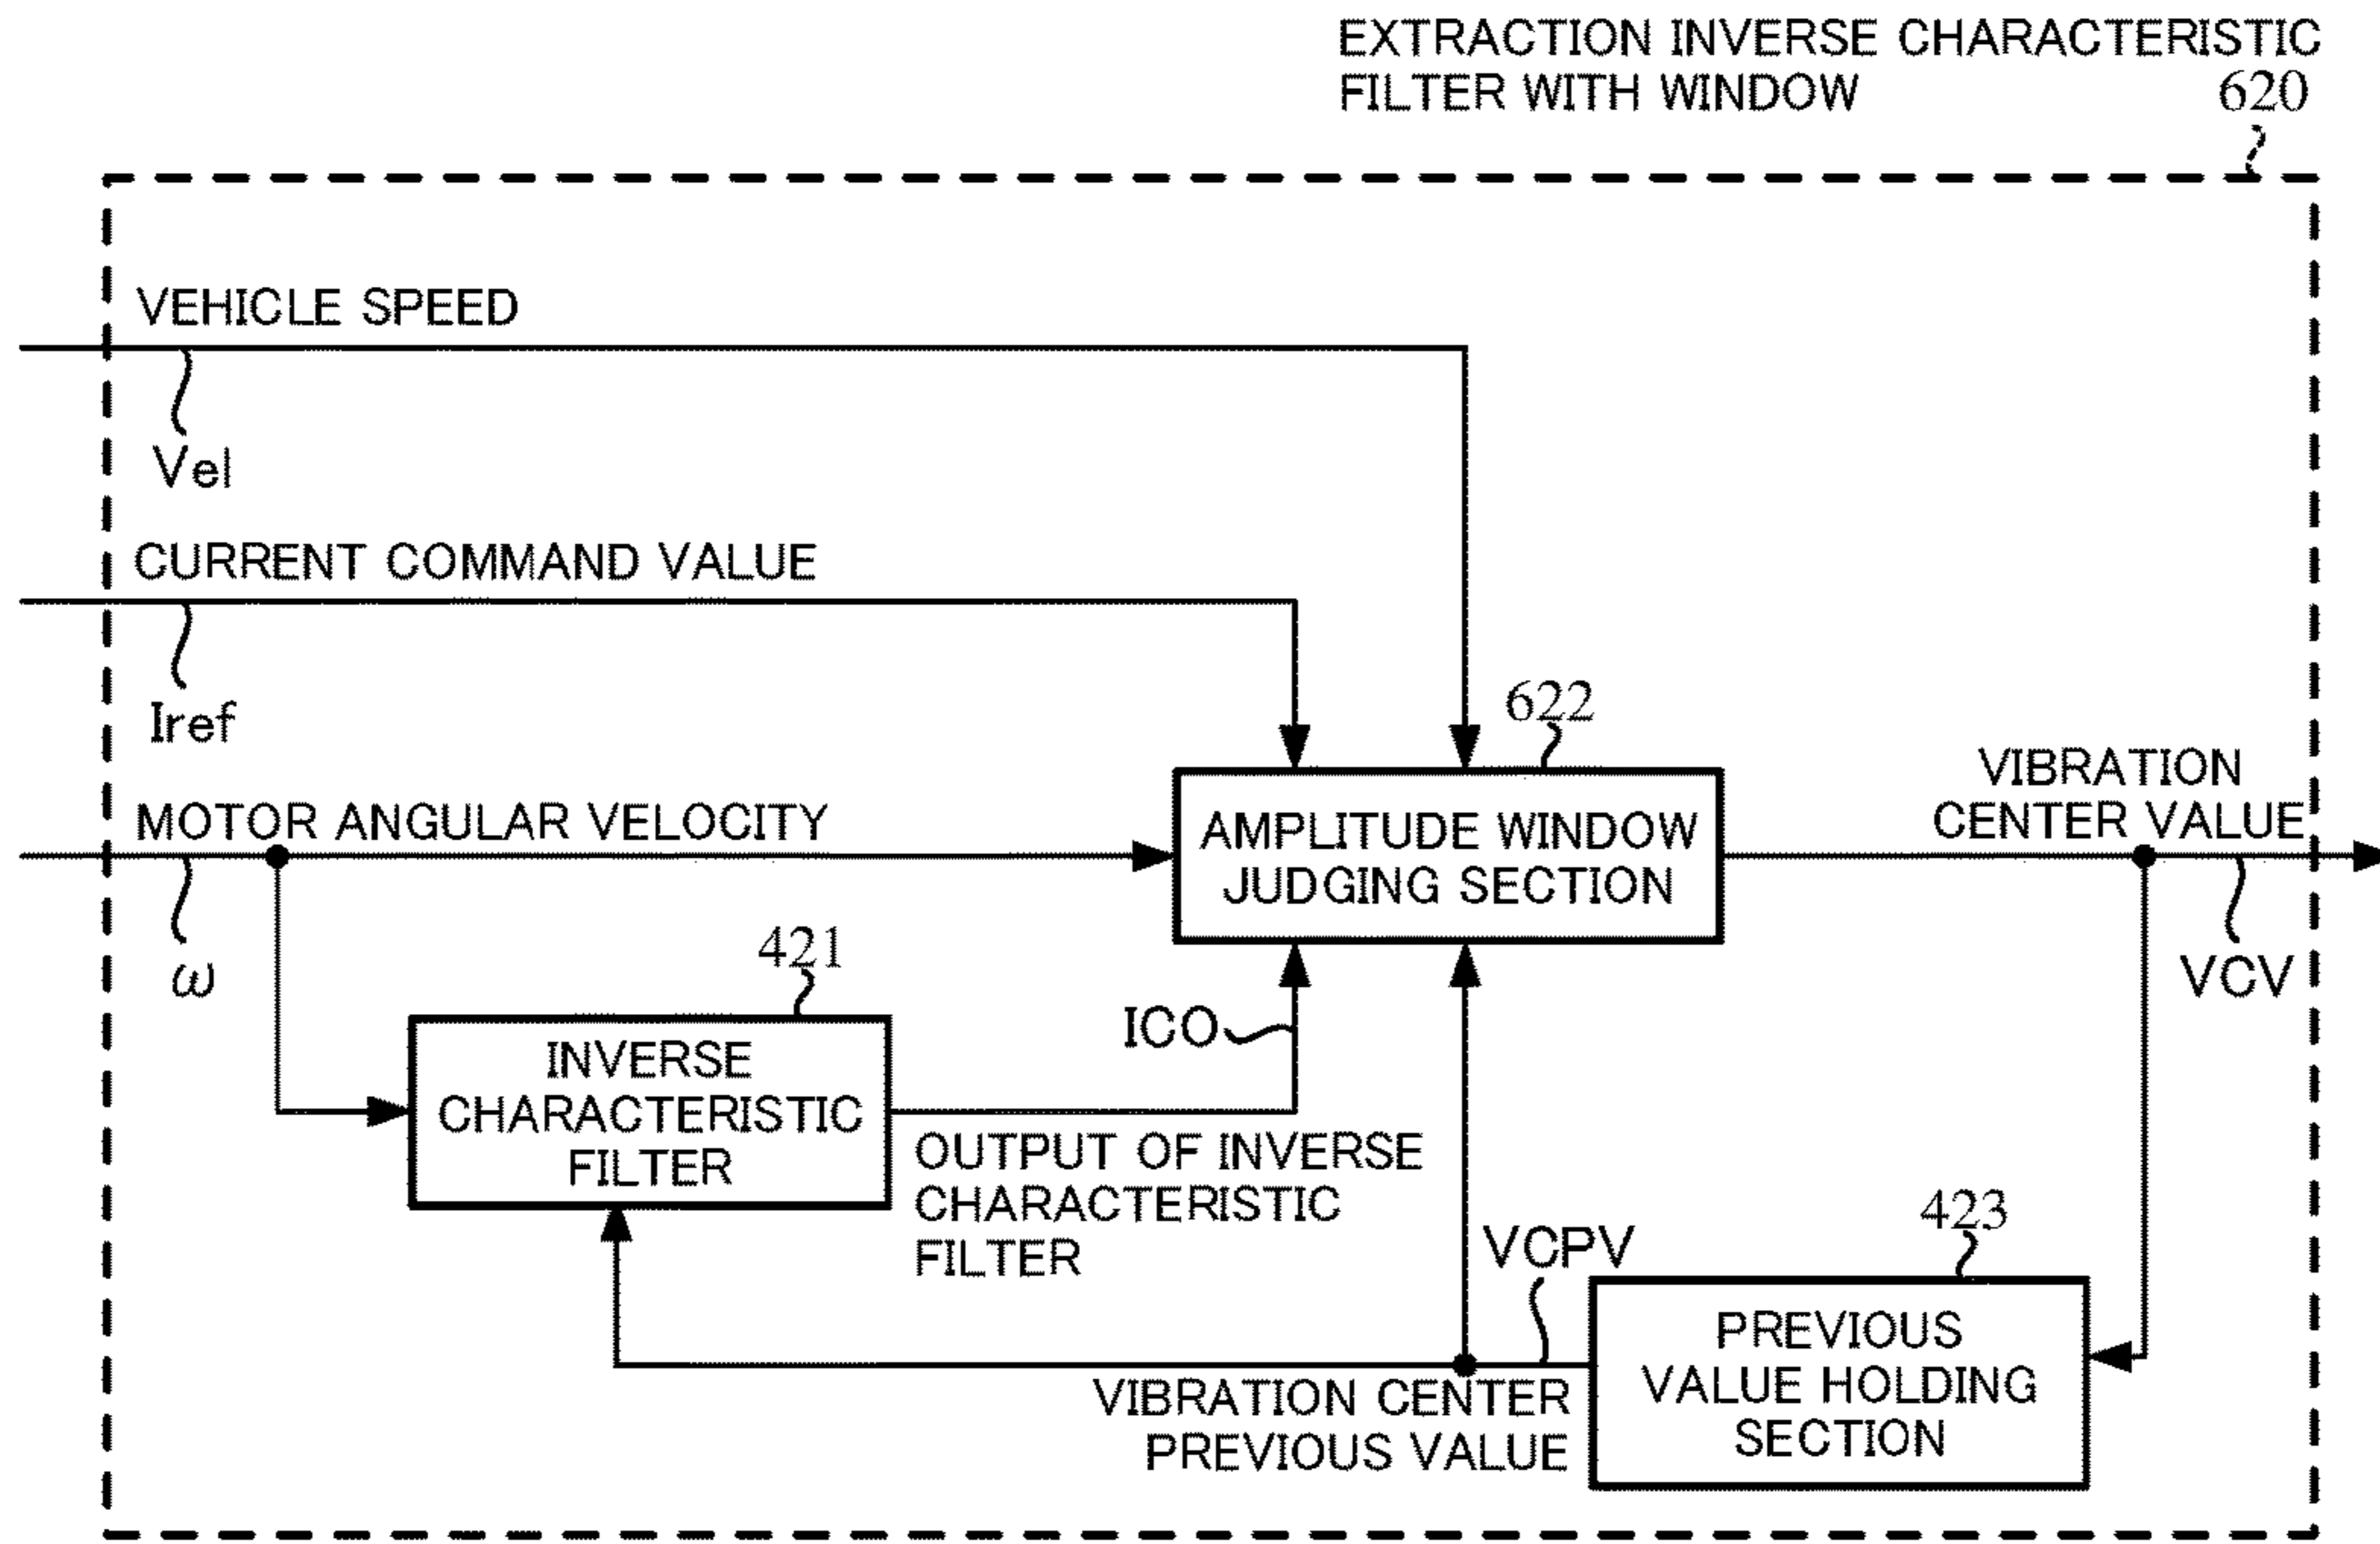 EXTRACTION INVERSE CHARACTERISTIC
FILTER WITH WINDOW
620
VEHICLE SPEED
Vel
CURRENT COMMAND VALUE
Iref
622
MOTOR ANGULAR VELOCITY
ω
AMPLITUDE WINDOW
JUDGING SECTION
VIBRATION
CENTER VALUE
VCV
421
INVERSE
CHARACTERISTIC
FILTER
ICO
OUTPUT OF INVERSE
CHARACTERISTIC
FILTER
VCPV
423
VIBRATION CENTER
PREVIOUS VALUE
PREVIOUS
VALUE HOLDING
SECTION